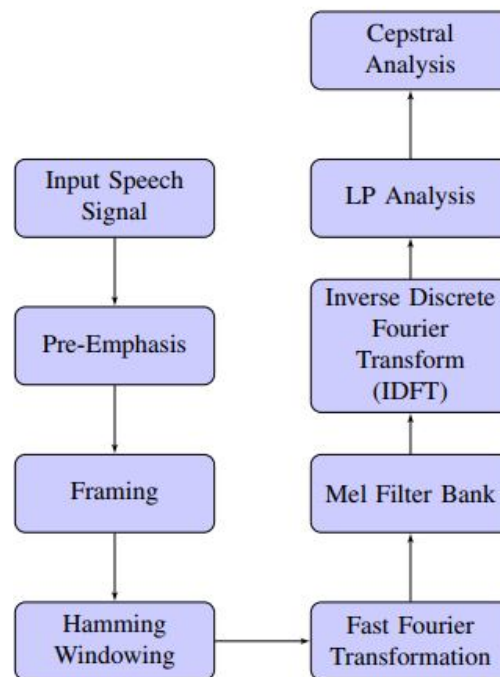 Input Speech
Signal
Pre-Emphasis
Framing
Hamming
Windowing
Fast Fourier
Transformation
Mel Filter Bank
Inverse Discrete
Fourier
Transform
(IDFT)
LP Analysis
Cepstral
Analysis